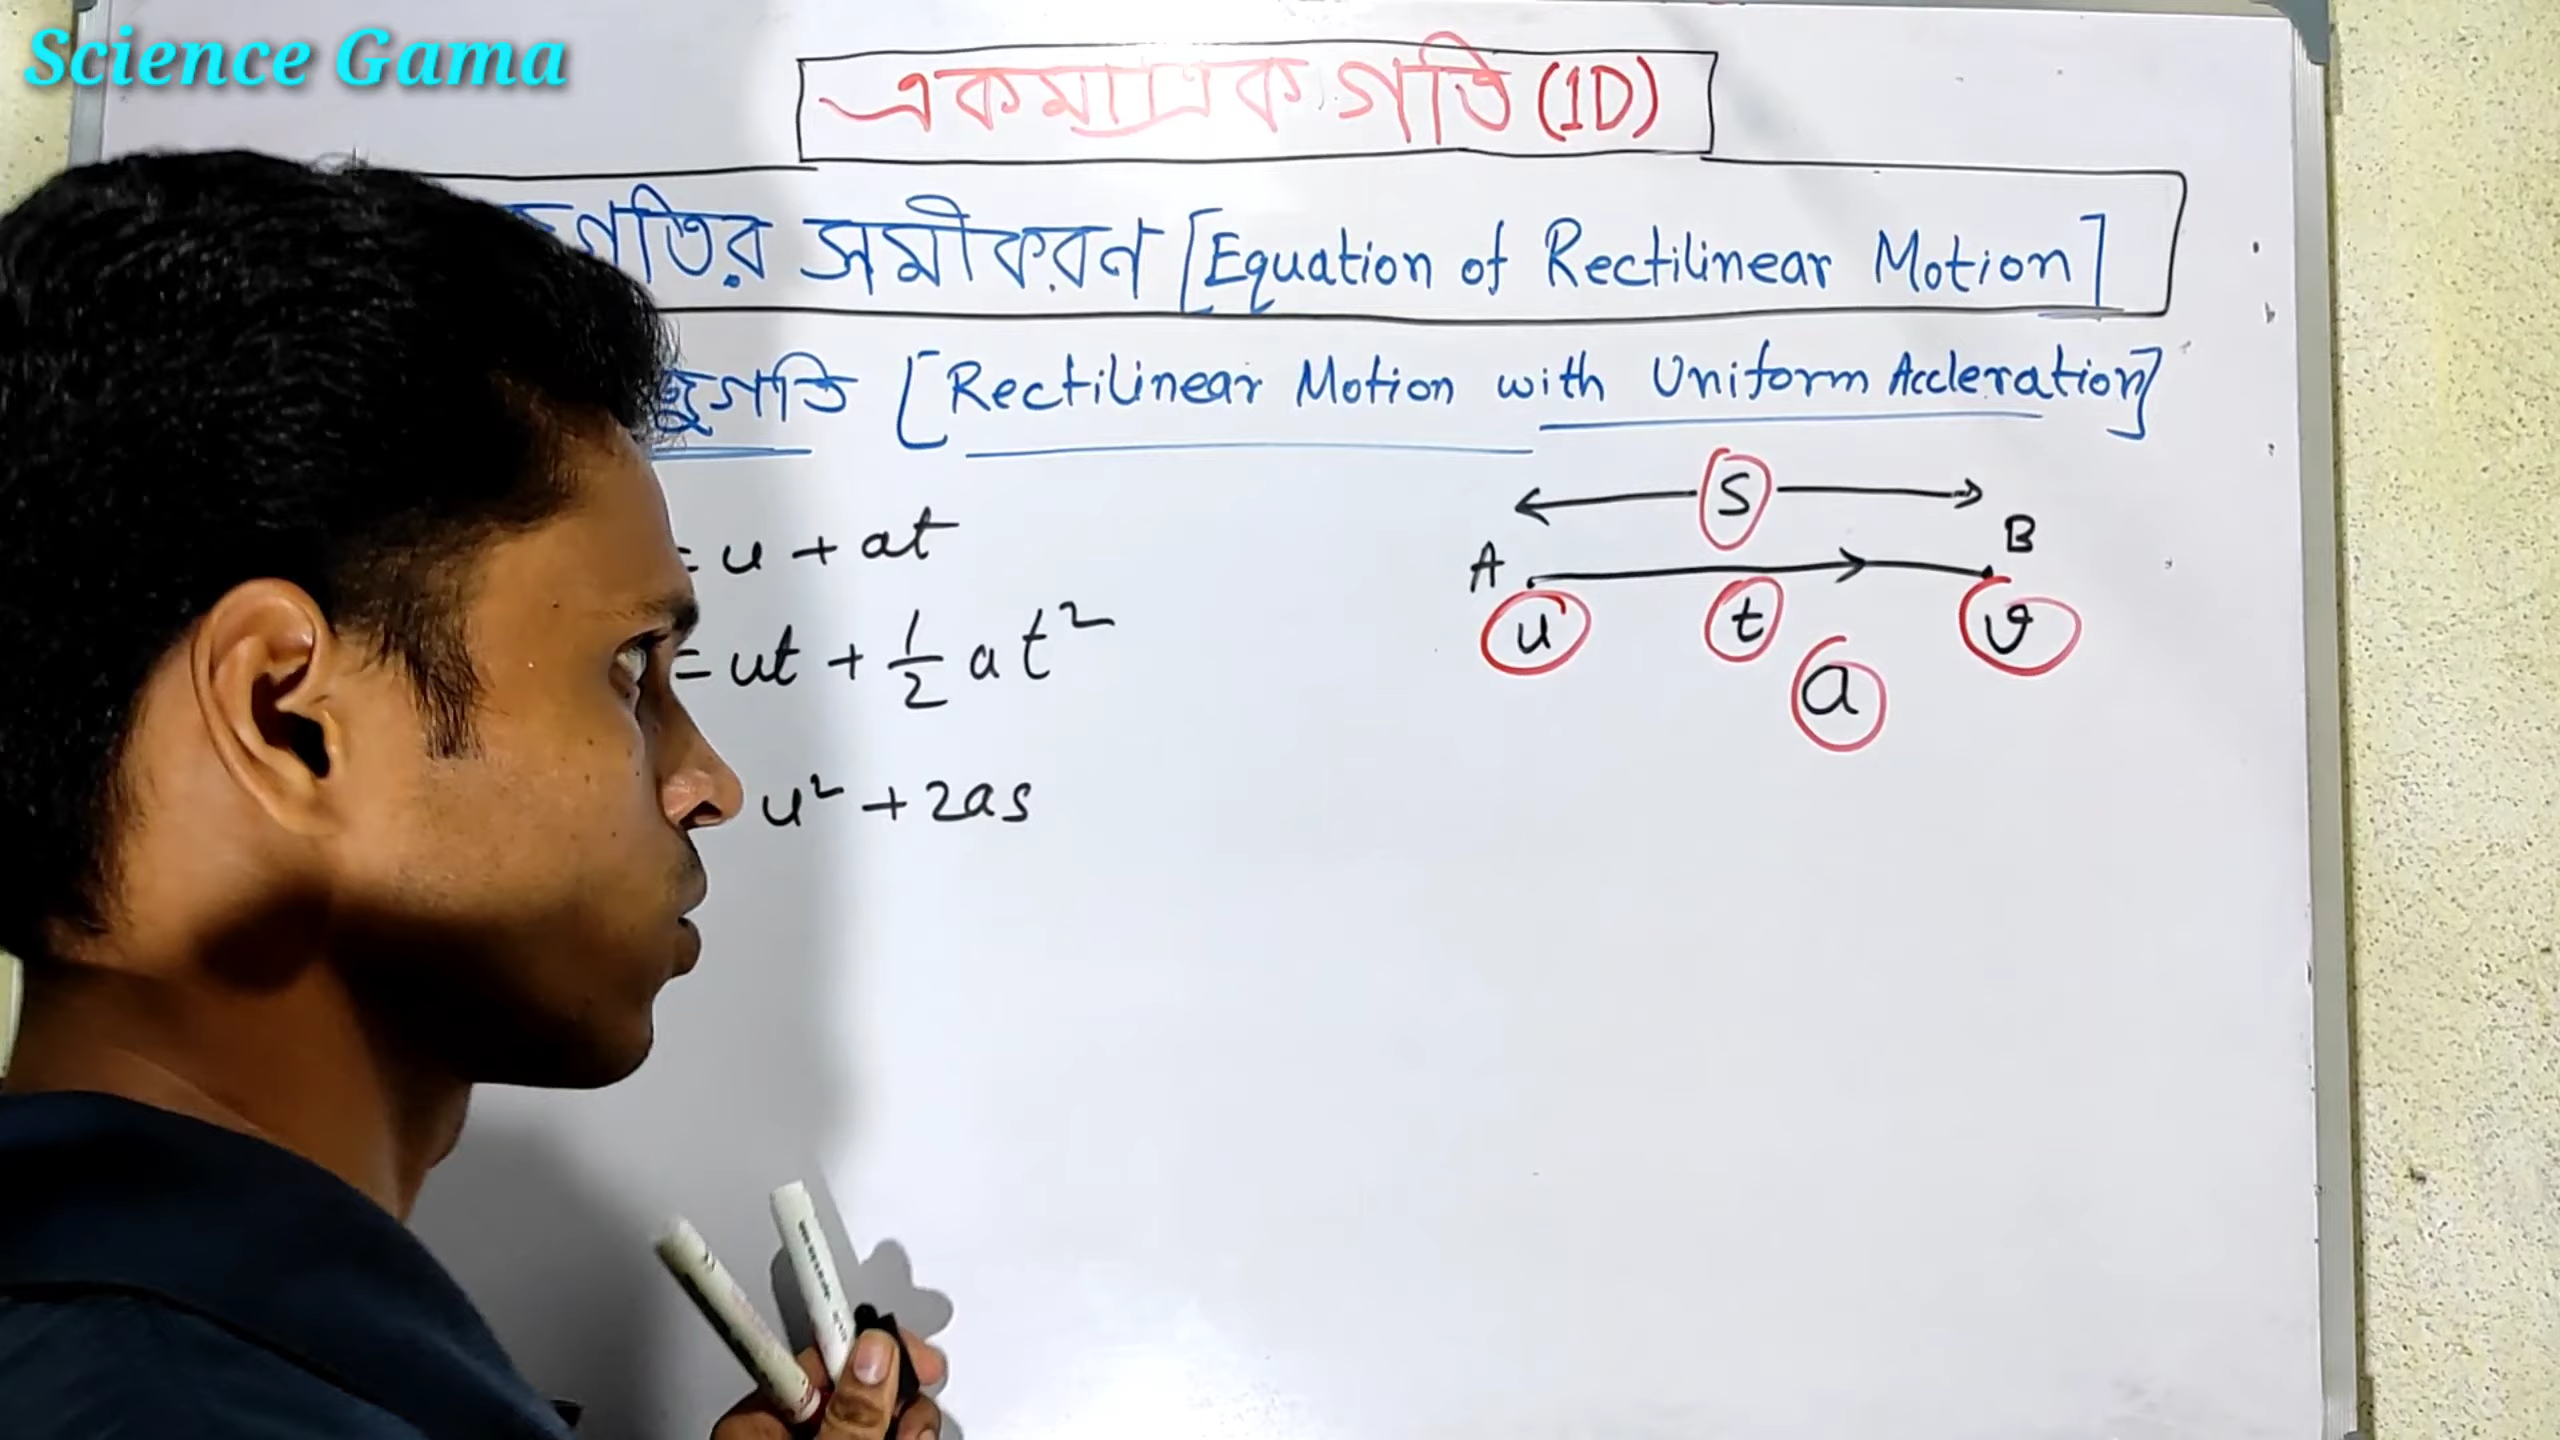 Science Gama
একমাত্রিক গতি (1D)
গতির সমীকরণ [Equation of Rectilinear Motion]
গতি [Rectilinear Motion with Uniform Accleration]
S
= u + at
A B
= ut + 1/2 at²
u t v
a
u² + 2as